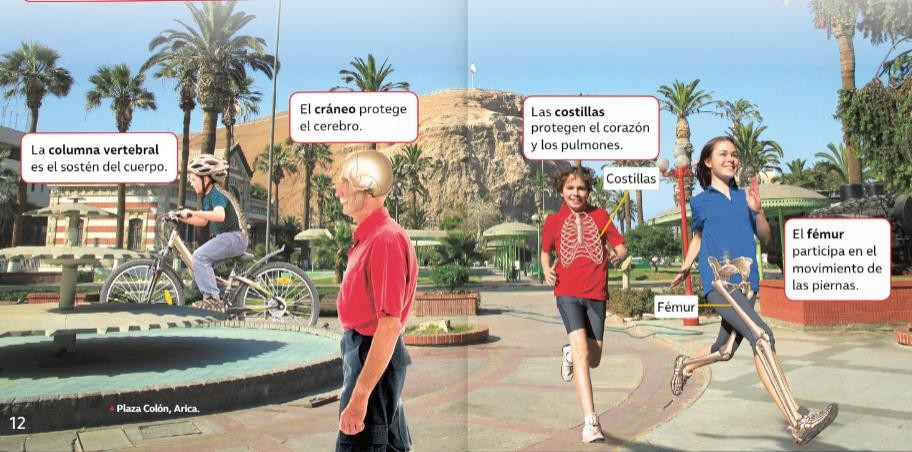 La columna vertebral
es el sostén del cuerpo.
El cráneo protege
el cerebro.
Las costillas
protegen el corazón
y los pulmones.
Costillas
El fémur
participa en el
movimiento de
las piernas.
Fémur
Plaza Colón, Arica.
12